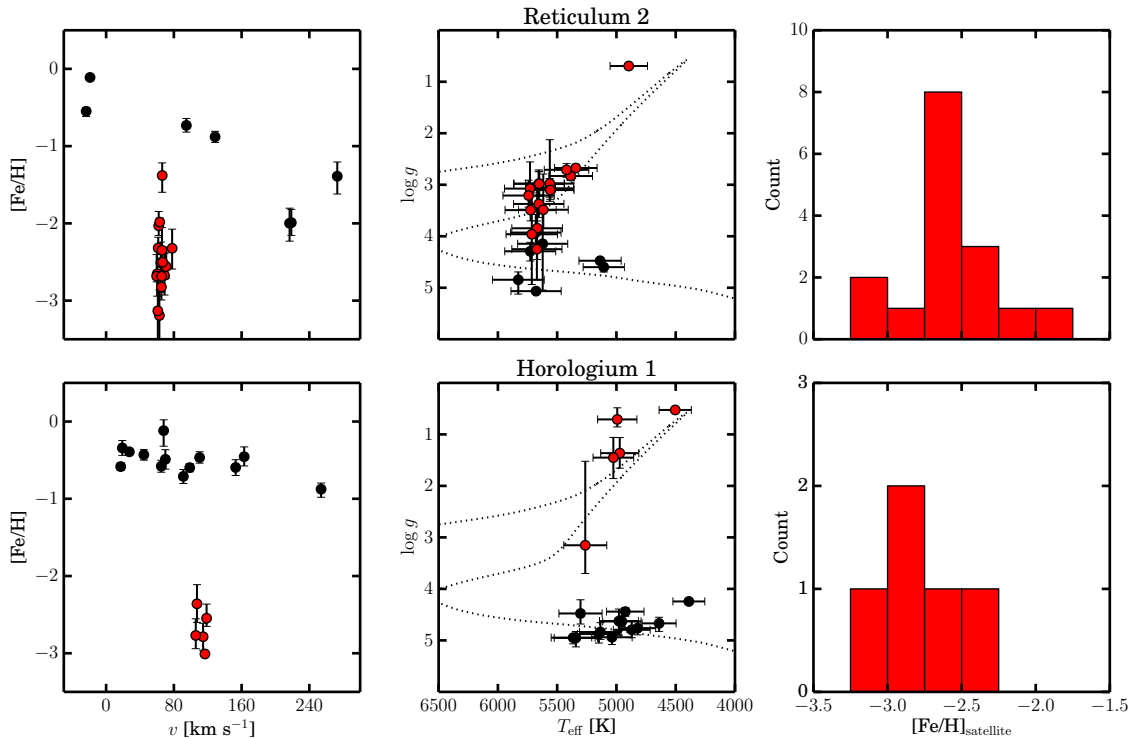 Reticulum 2
[Fe/H]
0
−1
−2
−3
log g
1
2
3
4
5
Count
10
8
6
4
2
0
Horologium 1
[Fe/H]
0
−1
−2
−3
0 80 160 240
v [km s⁻¹]
log g
1
2
3
4
5
6500 6000 5500 5000 4500 4000
T_eff [K]
Count
3
2
2
1
1
0
−3.5 −3.0 −2.5 −2.0 −1.5
[Fe/H]_satellite